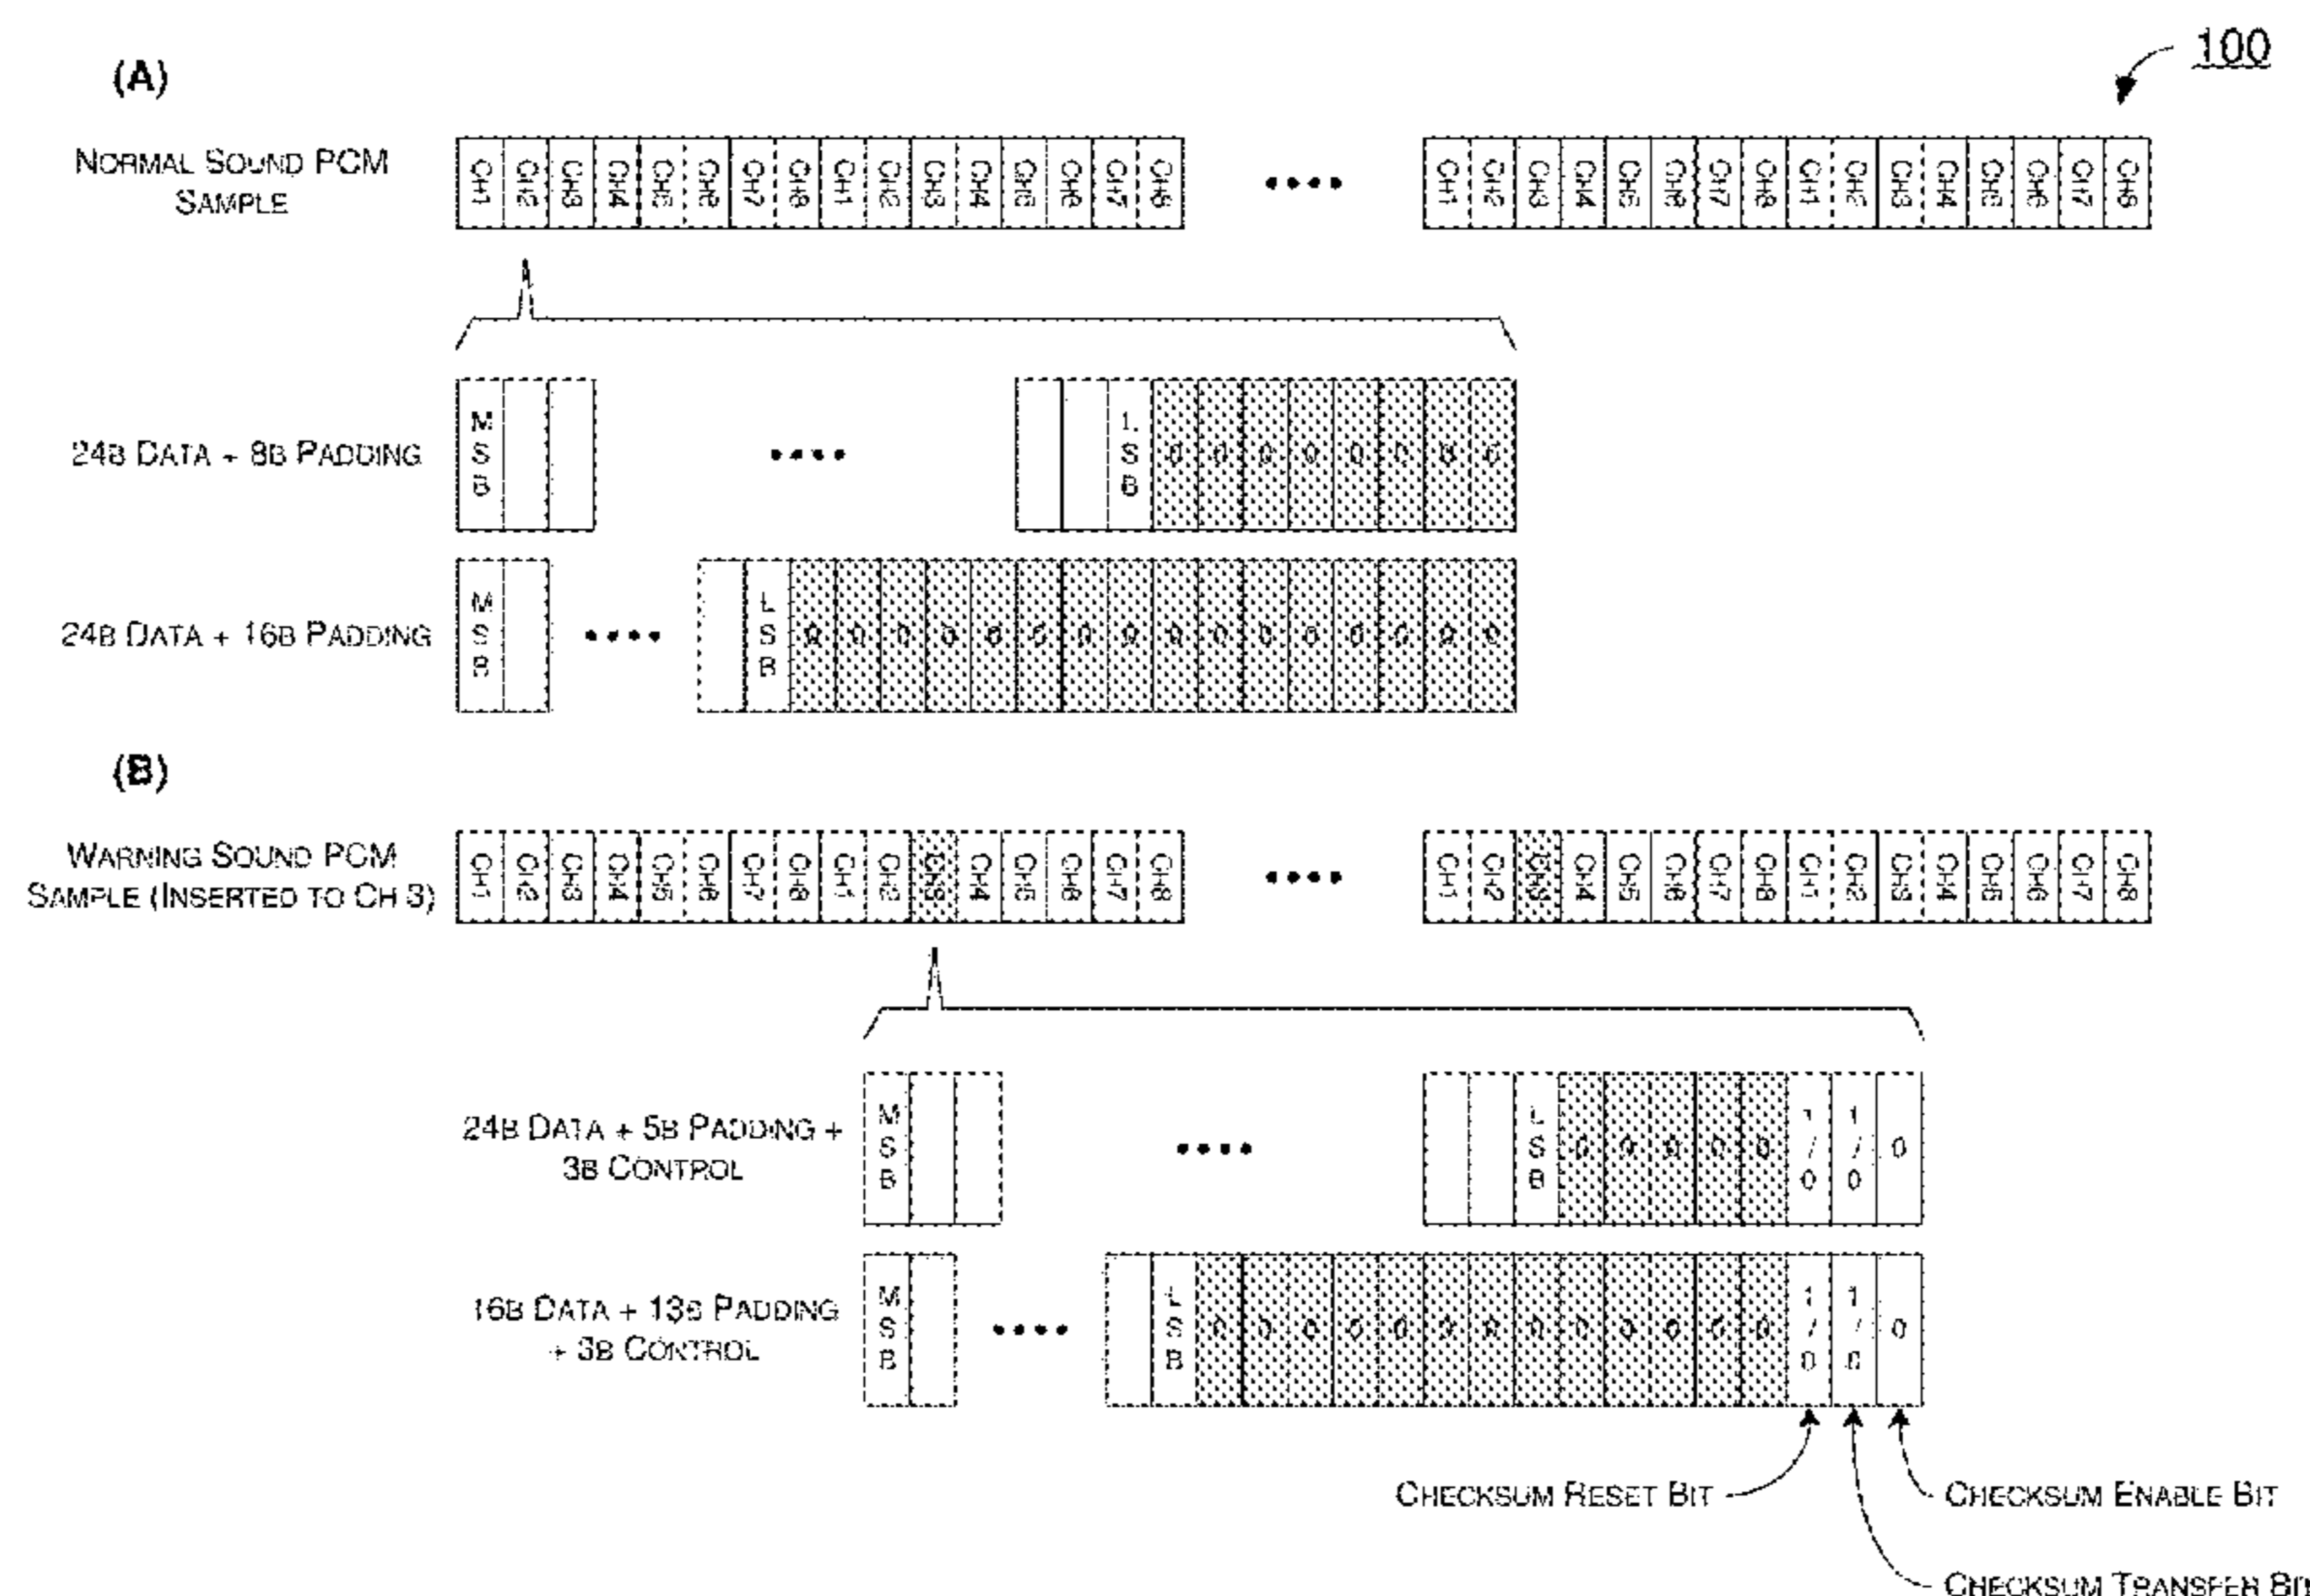 100
(A)
NORMAL SOUND PCM
SAMPLE
CH1 CH2 CH3 CH4 CH5 CH6 CH7 CH8 CH1 CH2 CH3 CH4 CH5 CH6 CH7 CH8 •••• CH1 CH2 CH3 CH4 CH5 CH6 CH7 CH8 CH1 CH2 CH3 CH4 CH5 CH6 CH7 CH8
24B DATA + 8B PADDING
MSB •••• LSB 0 0 0 0 0 0 0 0
24B DATA + 16B PADDING
MSB •••• LSB 0 0 0 0 0 0 0 0 0 0 0 0 0 0 0 0
(B)
WARNING SOUND PCM
SAMPLE (INSERTED TO CH 3)
CH1 CH2 CH3 CH4 CH5 CH6 CH7 CH8 CH1 CH2 CH3 CH4 CH5 CH6 CH7 CH8 •••• CH1 CH2 CH3 CH4 CH5 CH6 CH7 CH8 CH1 CH2 CH3 CH4 CH5 CH6 CH7 CH8
24B DATA + 5B PADDING +
3B CONTROL
MSB •••• LSB 0 0 0 0 0 1/0 1/0 0
16B DATA + 13B PADDING
+ 3B CONTROL
MSB •••• LSB 0 0 0 0 0 0 0 0 0 0 0 0 0 1/0 1/0 0
CHECKSUM RESET BIT
CHECKSUM ENABLE BIT
CHECKSUM TRANSFER BIT